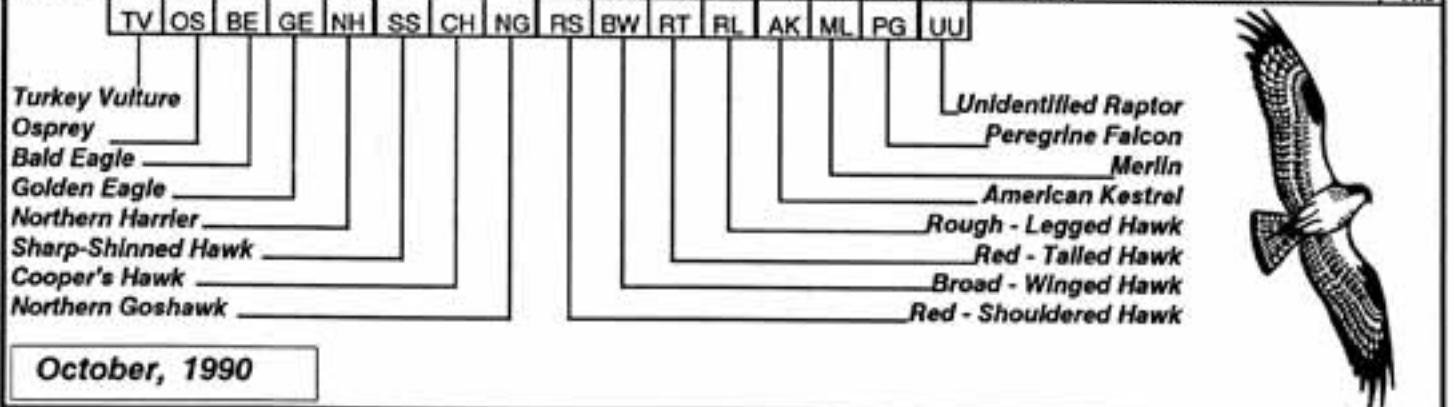 TV OS BE GE NH SS CH NG RS BW RT RL AK ML PG UU
Turkey Vulture
Osprey
Bald Eagle
Golden Eagle
Northern Harrier
Sharp-Shinned Hawk
Cooper's Hawk
Northern Goshawk
Unidentified Raptor
Peregrine Falcon
Merlin
American Kestrel
Rough - Legged Hawk
Red - Tailed Hawk
Broad - Winged Hawk
Red - Shouldered Hawk
October, 1990